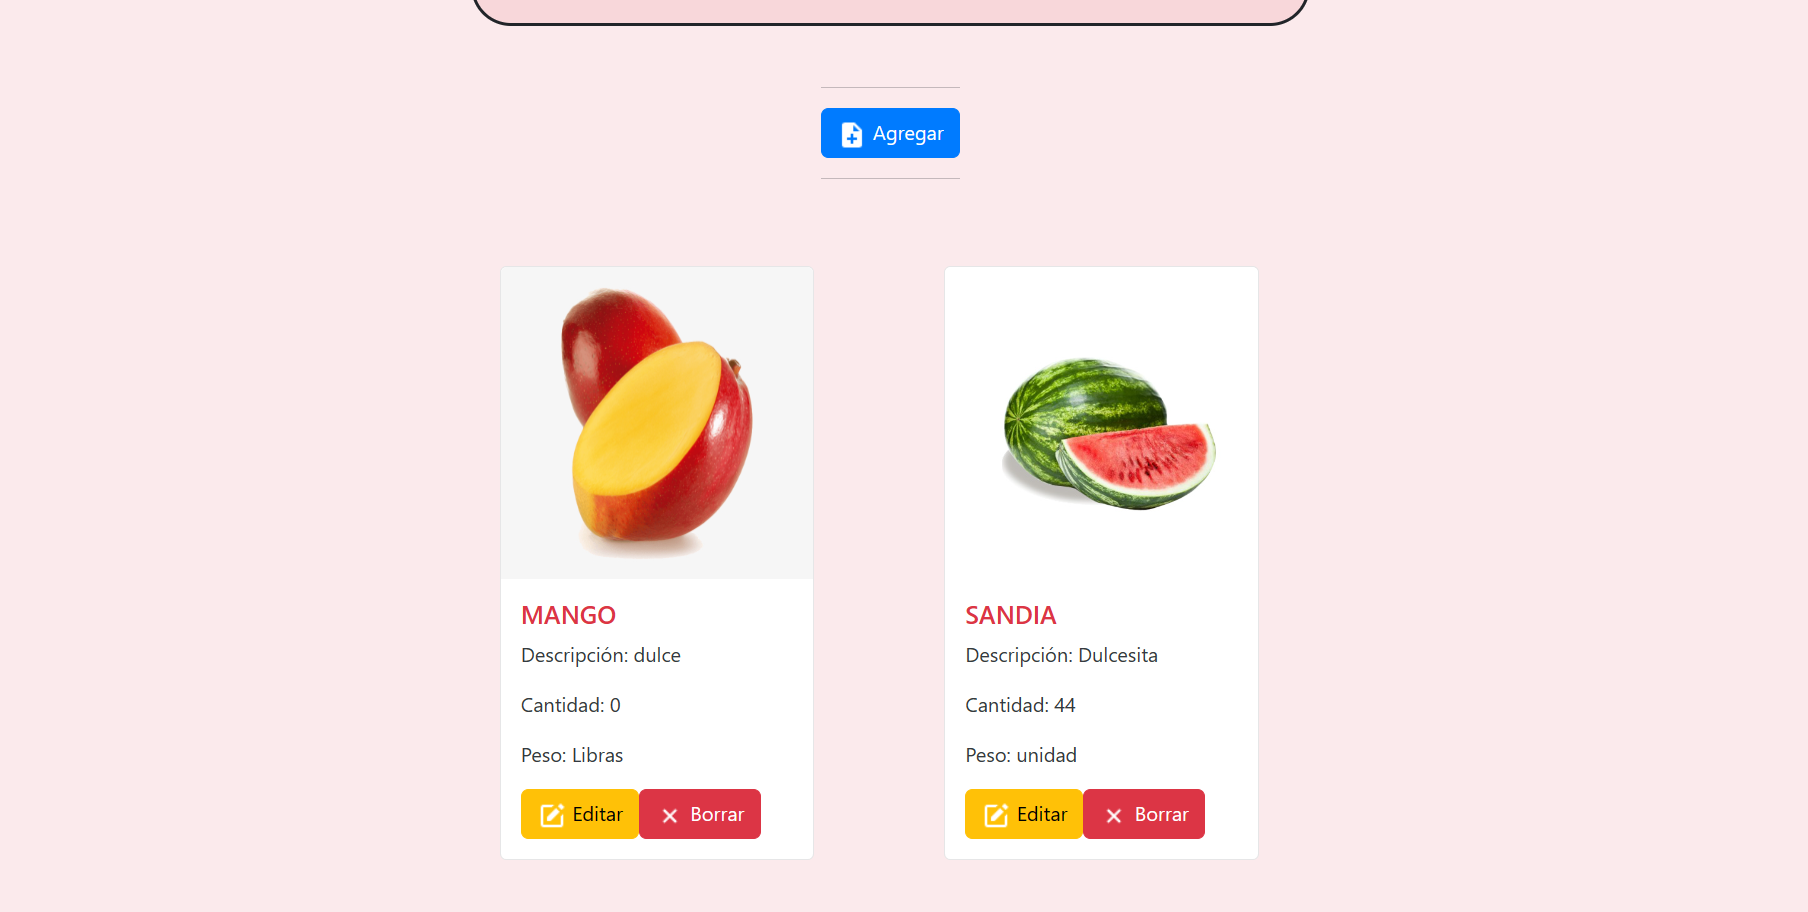 Agregar
MANGO
Descripción: dulce
Cantidad: 0
Peso: Libras
Editar
Borrar
SANDIA
Descripción: Dulcesita
Cantidad: 44
Peso: unidad
Editar
Borrar